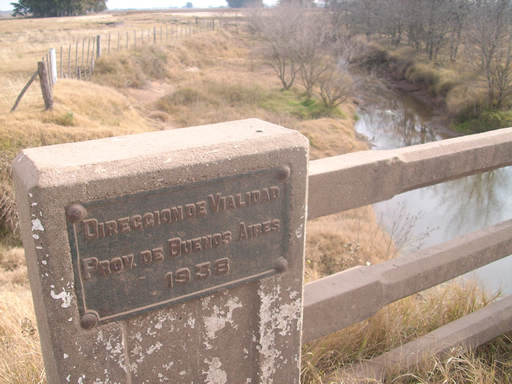 DIRECCION DE VIALIDAD
PROV. DE BUENOS AIRES
1938